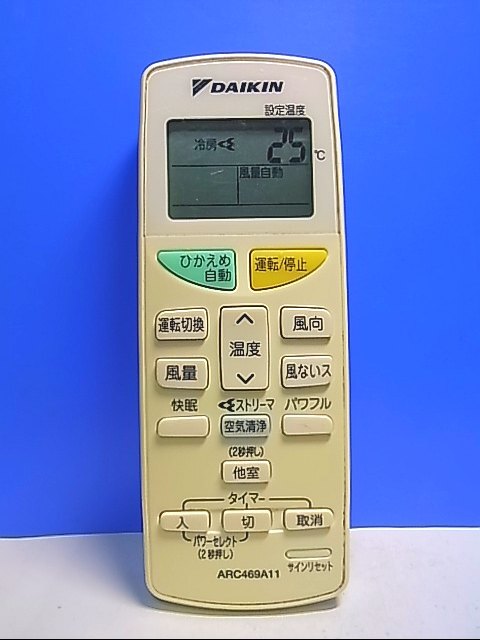 DAIKIN
設定温度
冷房 25 ℃
風量自動
ひかえめ
自動
運転/停止
運転切換
温度
風向
風量
風ないス
快眠
ストリーマ
パワフル
空気清浄
(2秒押し)
他室
タイマー
入
切
取消
パワーセレクト
(2秒押し)
サインリセット
ARC469A11